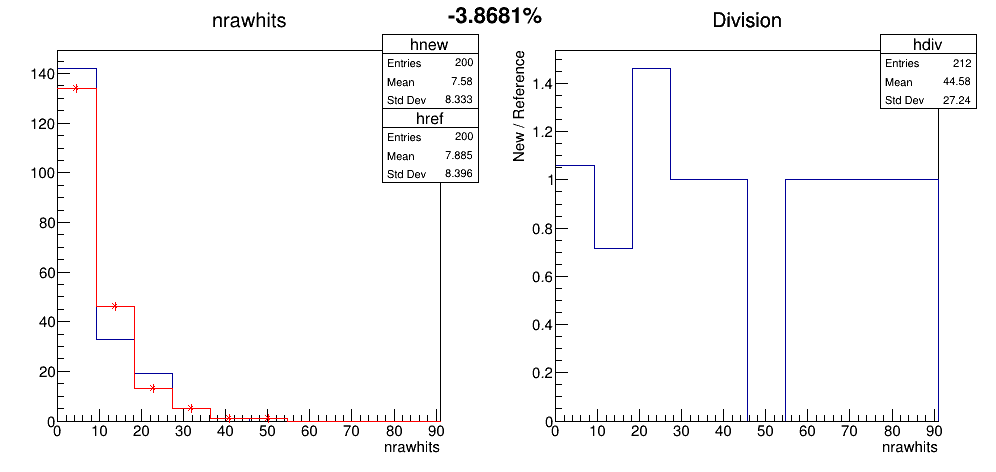 -3.8681%
nrawhits
hnew
Entries 200
Mean 7.58
Std Dev 8.333
href
Entries 200
Mean 7.885
Std Dev 8.396
140
120
100
80
60
40
20
0
0 10 20 30 40 50 60 70 80 90
nrawhits
Division
hdiv
Entries 212
Mean 44.58
Std Dev 27.24
New / Reference
1.4
1.2
1
0.8
0.6
0.4
0.2
0
0 10 20 30 40 50 60 70 80 90
nrawhits